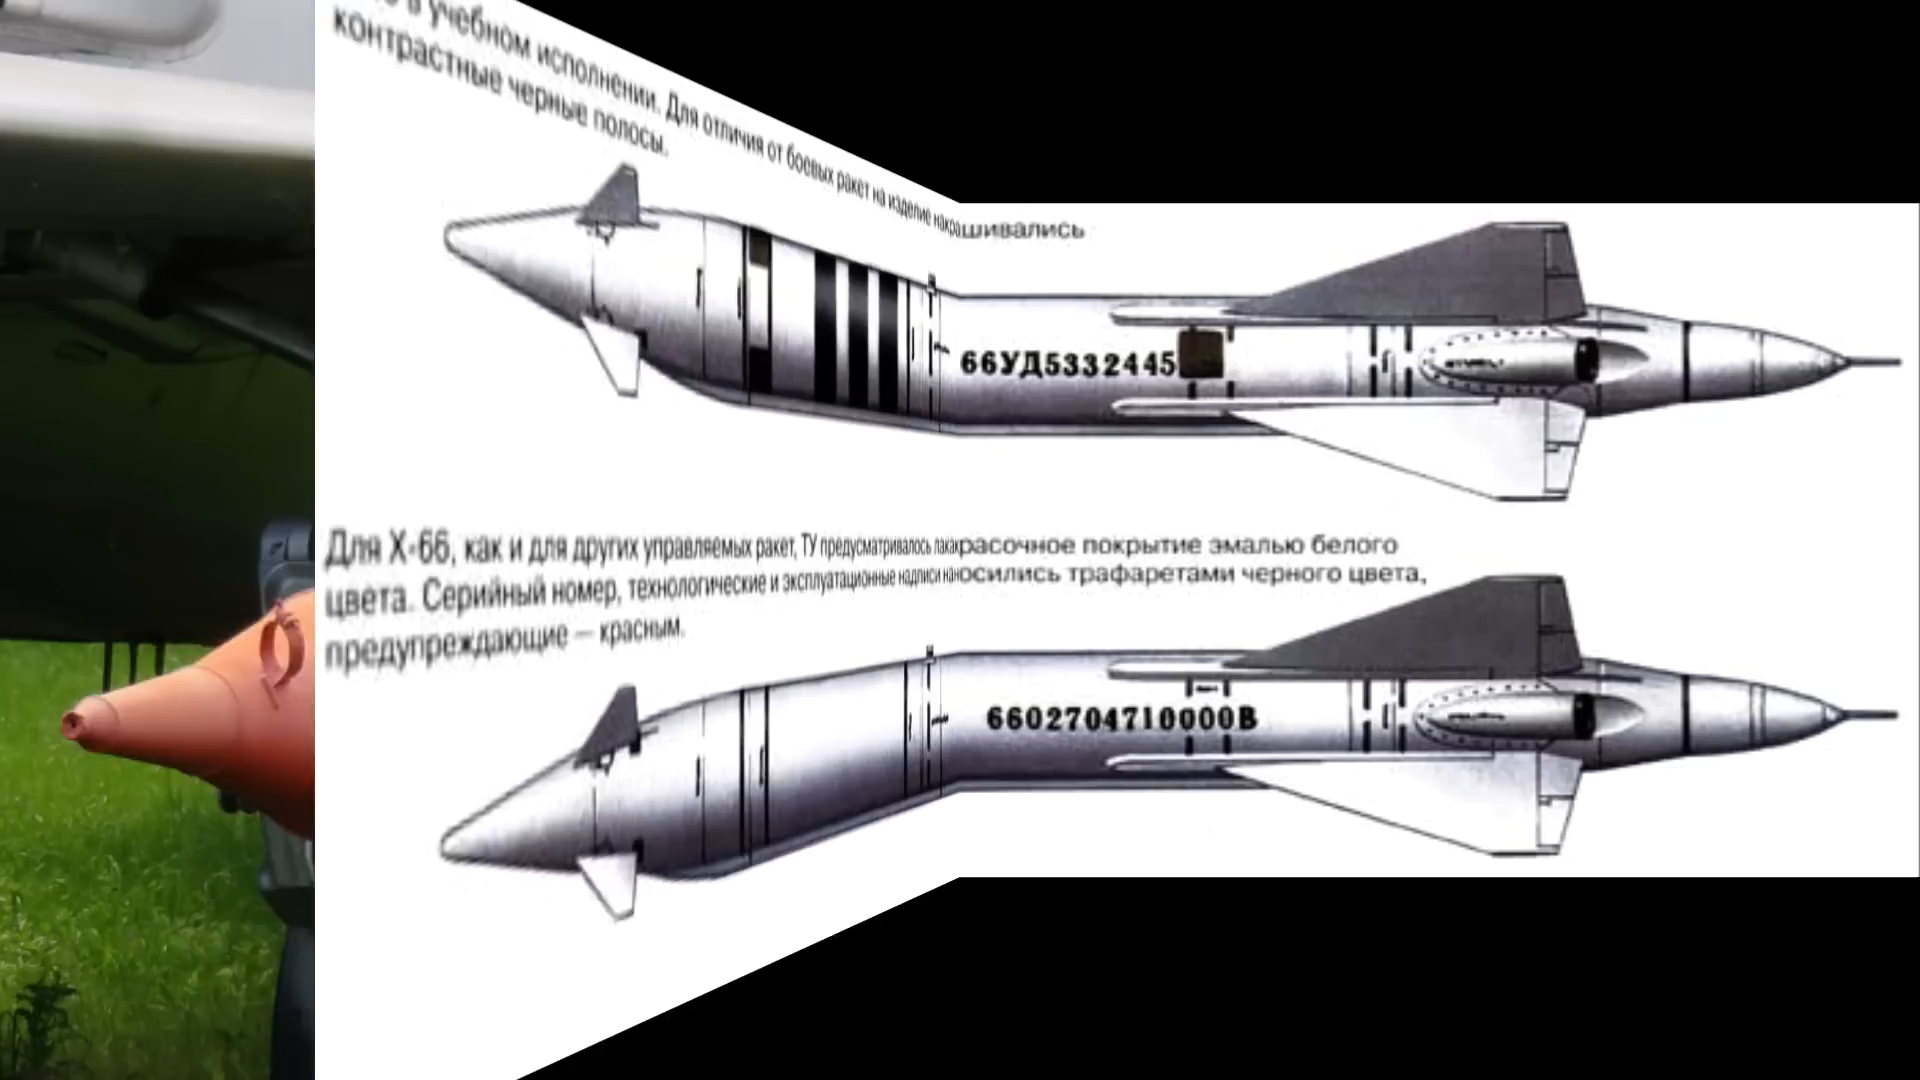 в учебном исполнении. Для отличия от боевых ракет на изделие накрашивались
контрастные черные полосы.
66УД5332445
Для Х-66, как и для других управляемых ракет, ТУ предусматривалось лакокрасочное покрытие эмалью белого
цвета. Серийный номер, технологические и эксплуатационные надписи наносились трафаретами черного цвета,
предупреждающие — красным.
6602704710000В